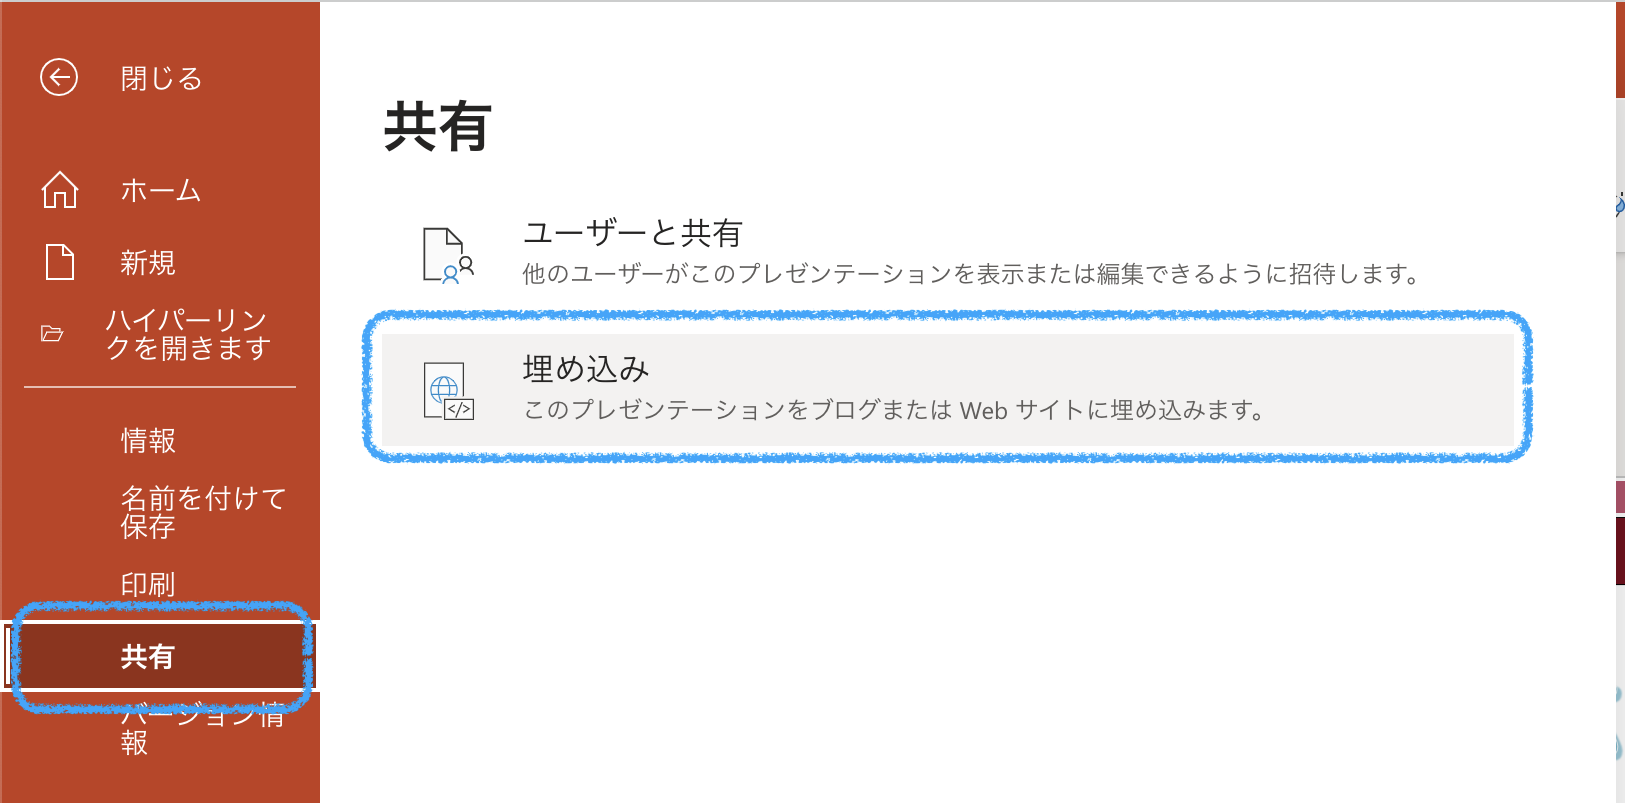 閉じる
ホーム
新規
ハイパーリン
クを開きます
情報
名前を付けて
保存
印刷
共有
バージョン情
報
共有
ユーザーと共有
他のユーザーがこのプレゼンテーションを表示または編集できるように招待します。
埋め込み
このプレゼンテーションをブログまたは Web サイトに埋め込みます。